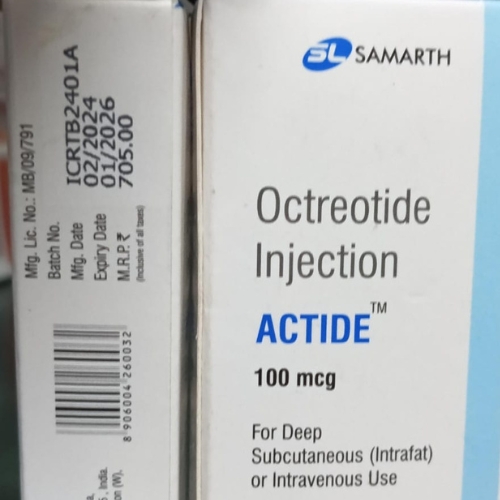 Mfg. Lic. No.: MB/09/791
Batch No. ICRTB2401A
Mfg. Date 02/2024
Expiry Date 01/2026
M.R.P. ₹ 705.00
(Inclusive of all taxes)
8 906004 260032
India.
(W).
SL SAMARTH
Octreotide
Injection
ACTIDE™
100 mcg
For Deep
Subcutaneous (Intrafat)
or Intravenous Use